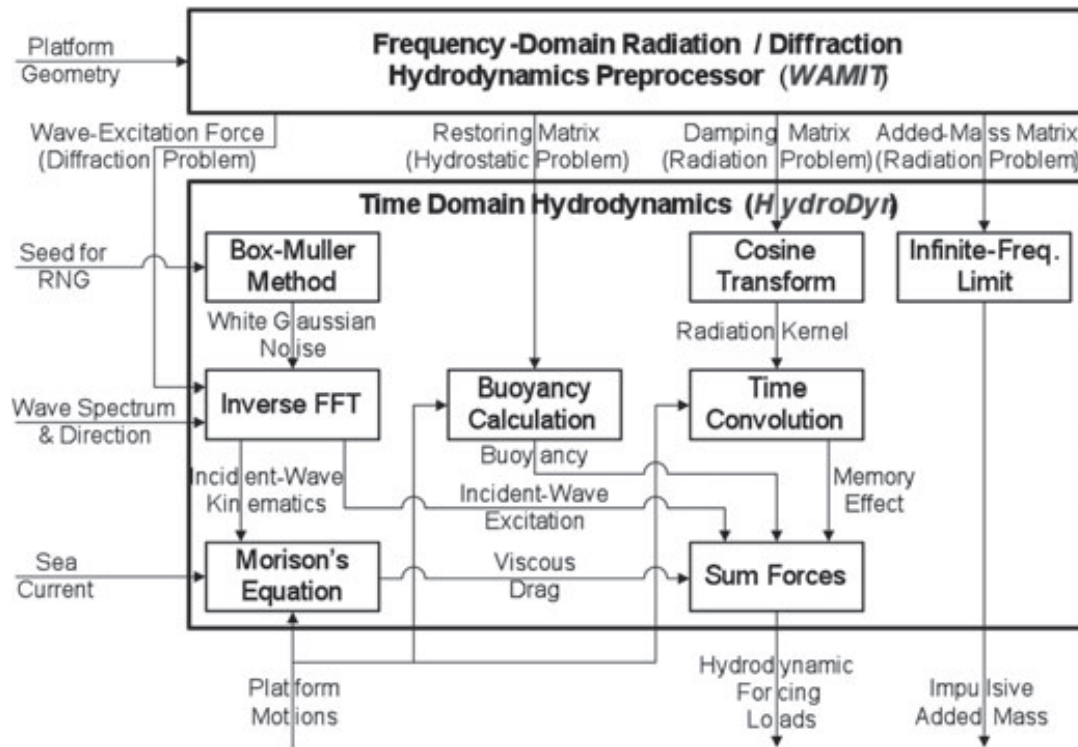 Platform
Geometry
Frequency-Domain Radiation / Diffraction
Hydrodynamics Preprocessor (WAMIT)
Wave-Excitation Force
(Diffraction Problem)
Restoring Matrix
(Hydrostatic Problem)
Damping Matrix
(Radiation Problem)
Added-Mass Matrix
(Radiation Problem)
Time Domain Hydrodynamics (HydroDyn)
Seed for
RNG
Box-Muller
Method
Cosine
Transform
Infinite-Freq.
Limit
White Gaussian
Noise
Radiation Kernel
Wave Spectrum
& Direction
Inverse FFT
Buoyancy
Calculation
Time
Convolution
Incident-Wave
Kinematics
Buoyancy
Incident-Wave
Excitation
Memory
Effect
Sea
Current
Morison's
Equation
Viscous
Drag
Sum Forces
Platform
Motions
Hydrodynamic
Forcing
Loads
Impulsive
Added Mass